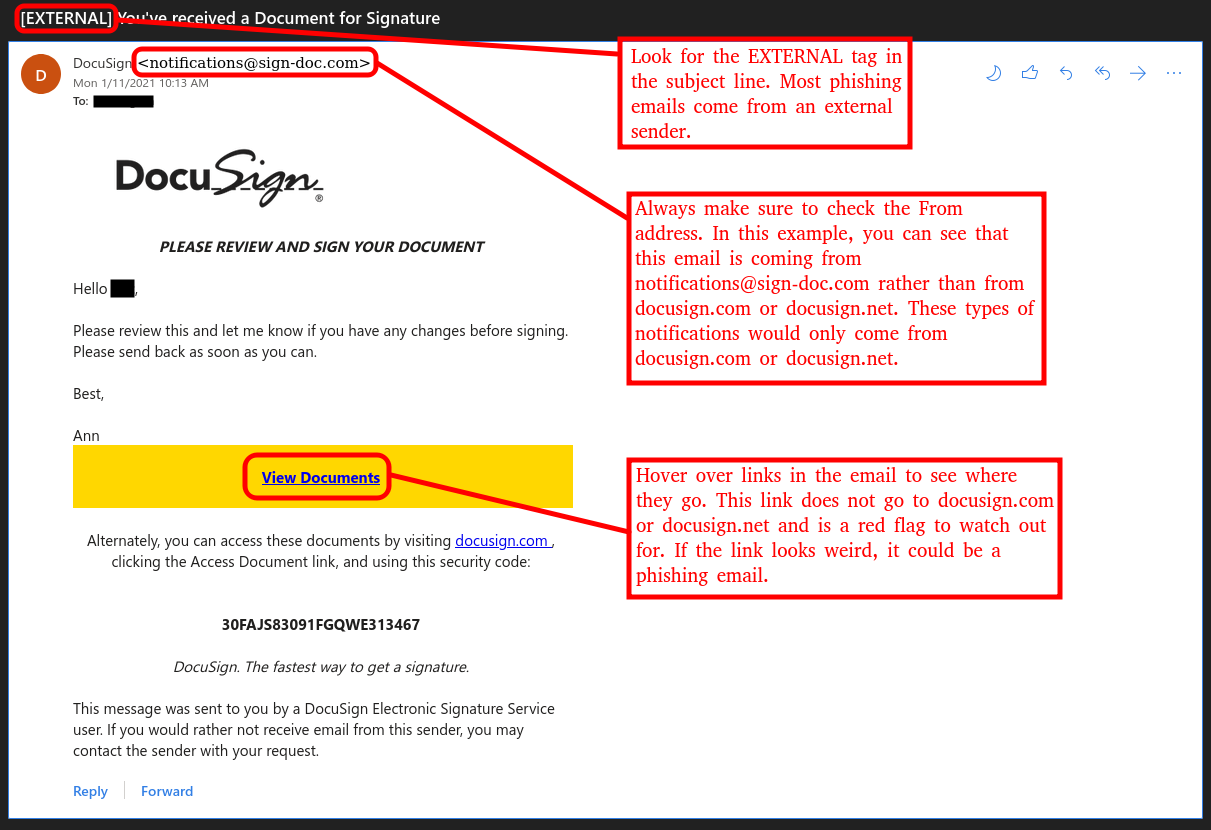 [EXTERNAL] You've received a Document for Signature
D
DocuSign <notifications@sign-doc.com>
Mon 1/11/2021 10:13 AM
To:
DocuSign®
PLEASE REVIEW AND SIGN YOUR DOCUMENT
Hello ,
Please review this and let me know if you have any changes before signing.
Please send back as soon as you can.
Best,
Ann
View Documents
Alternately, you can access these documents by visiting docusign.com ,
clicking the Access Document link, and using this security code:
30FAJS83091FGQWE313467
DocuSign. The fastest way to get a signature.
This message was sent to you by a DocuSign Electronic Signature Service
user. If you would rather not receive email from this sender, you may
contact the sender with your request.
Reply
Forward
Look for the EXTERNAL tag in
the subject line. Most phishing
emails come from an external
sender.
Always make sure to check the From
address. In this example, you can see that
this email is coming from
notifications@sign-doc.com rather than from
docusign.com or docusign.net. These types of
notifications would only come from
docusign.com or docusign.net.
Hover over links in the email to see where
they go. This link does not go to docusign.com
or docusign.net and is a red flag to watch out
for. If the link looks weird, it could be a
phishing email.